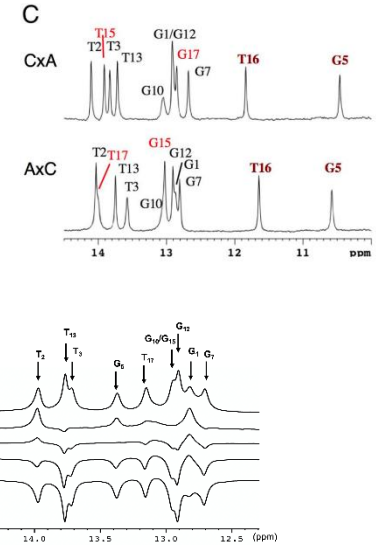 C
T15 G1/G12
T2 T3 T13 G17
CxA G10 G7 T16 G5
G15
T2 T17 T13 G12 G1
AxC T3 G10 G7 T16 G5
14 13 12 11 ppm
G12
T13 G10/G15
T2 T3 G5 T17 G1 G7
14.0 13.5 13.0 12.5 (ppm)